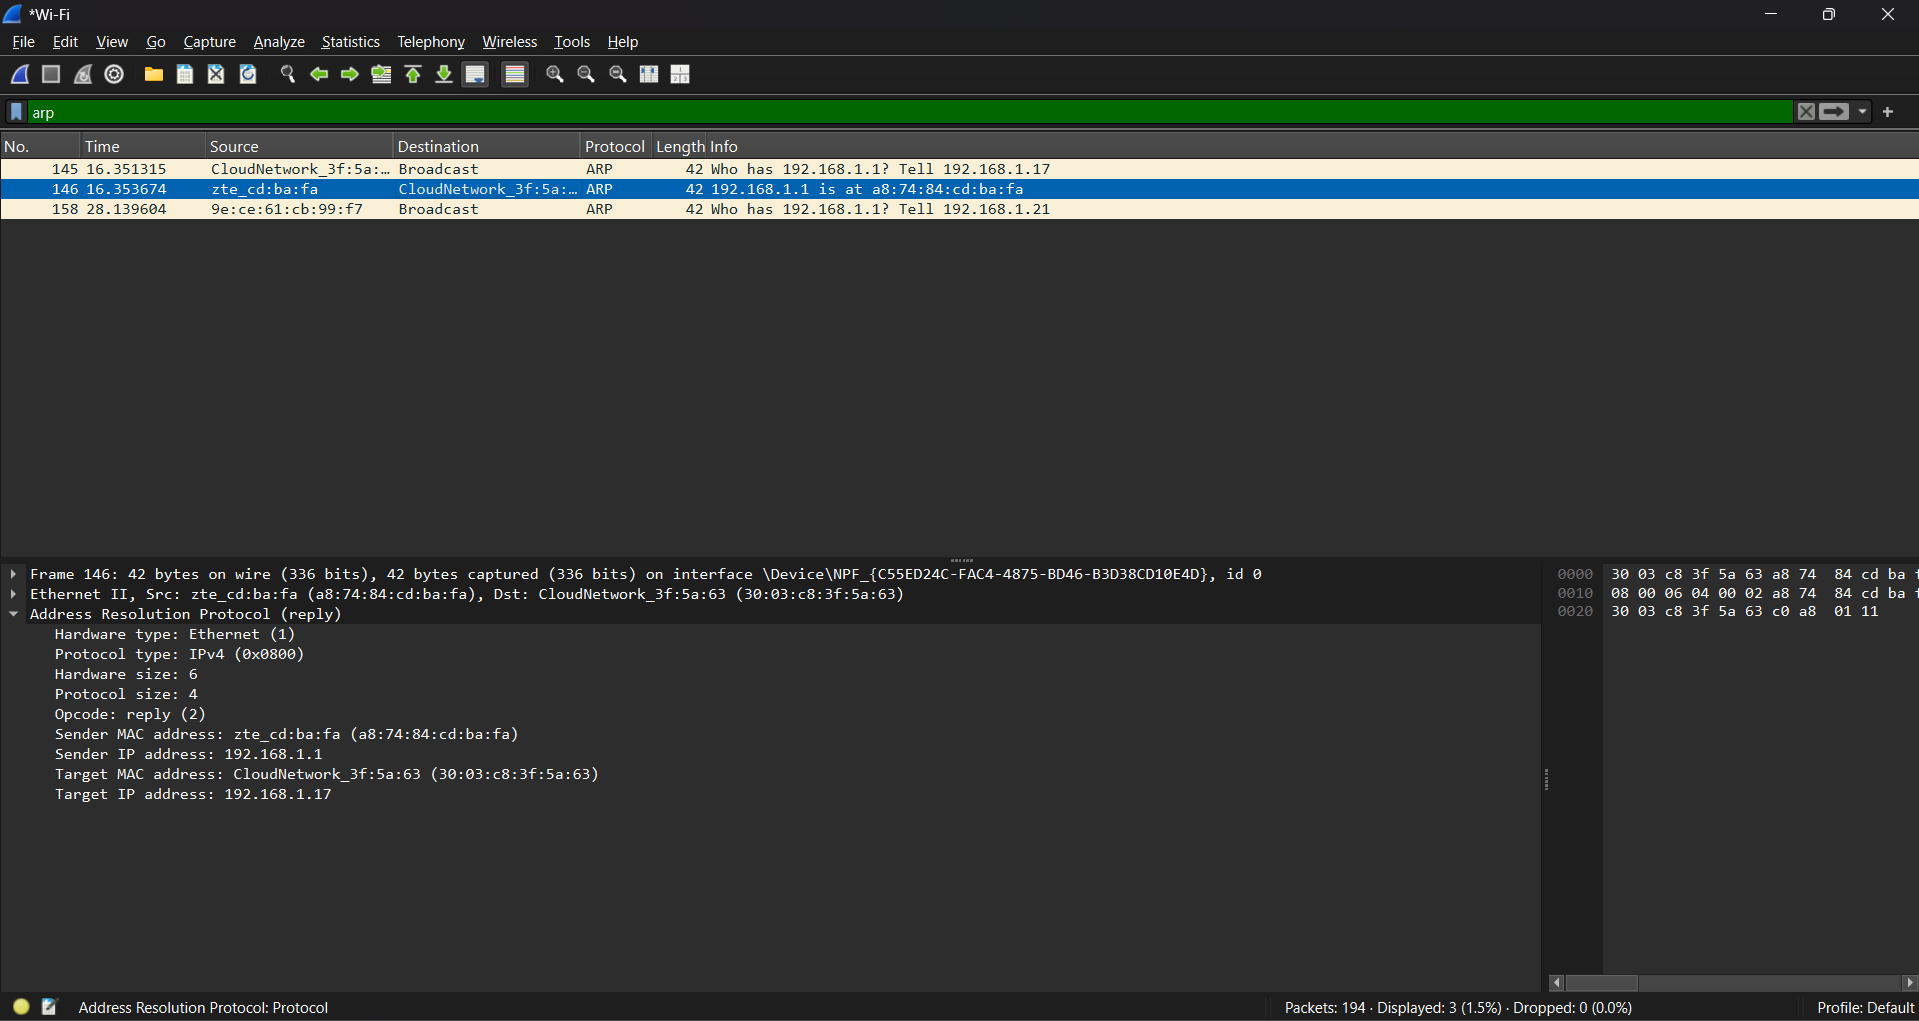 *Wi-Fi
File Edit View Go Capture Analyze Statistics Telephony Wireless Tools Help
arp
No. Time Source Destination Protocol Length Info
145 16.351315 CloudNetwork_3f:5a:… Broadcast ARP 42 Who has 192.168.1.1? Tell 192.168.1.17
146 16.353674 zte_cd:ba:fa CloudNetwork_3f:5a:… ARP 42 192.168.1.1 is at a8:74:84:cd:ba:fa
158 28.139604 9e:ce:61:cb:99:f7 Broadcast ARP 42 Who has 192.168.1.1? Tell 192.168.1.21
Frame 146: 42 bytes on wire (336 bits), 42 bytes captured (336 bits) on interface \Device\NPF_{C55ED24C-FAC4-4875-BD46-B3D38CD10E4D}, id 0
Ethernet II, Src: zte_cd:ba:fa (a8:74:84:cd:ba:fa), Dst: CloudNetwork_3f:5a:63 (30:03:c8:3f:5a:63)
Address Resolution Protocol (reply)
Hardware type: Ethernet (1)
Protocol type: IPv4 (0x0800)
Hardware size: 6
Protocol size: 4
Opcode: reply (2)
Sender MAC address: zte_cd:ba:fa (a8:74:84:cd:ba:fa)
Sender IP address: 192.168.1.1
Target MAC address: CloudNetwork_3f:5a:63 (30:03:c8:3f:5a:63)
Target IP address: 192.168.1.17
0000 30 03 c8 3f 5a 63 a8 74 84 cd ba
0010 08 00 06 04 00 02 a8 74 84 cd ba
0020 30 03 c8 3f 5a 63 c0 a8 01 11
Address Resolution Protocol: Protocol
Packets: 194 · Displayed: 3 (1.5%) · Dropped: 0 (0.0%)
Profile: Default